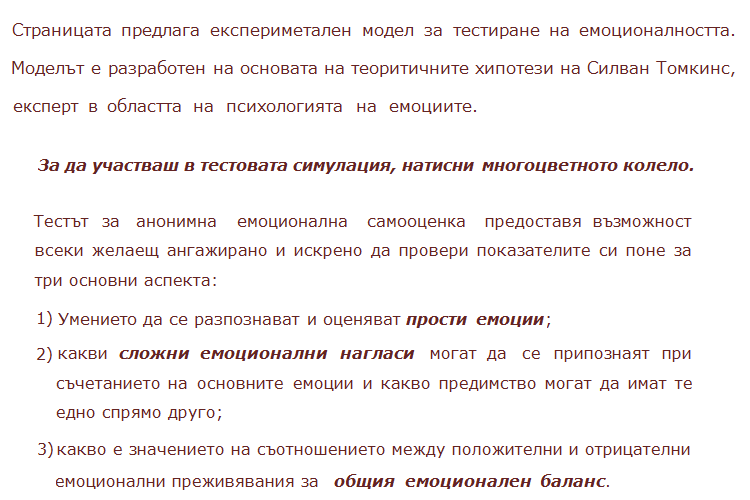 Страницата предлага експериметален модел за тестиране на емоционалността.
Моделът е разработен на основата на теоритичните хипотези на Силван Томкинс,
експерт в областта на психологията на емоциите.
За да участваш в тестовата симулация, натисни многоцветното колело.
Тестът за анонимна емоционална самооценка предоставя възможност
всеки желаещ ангажирано и искрено да провери показателите си поне за
три основни аспекта:
1) Умението да се разпознават и оценяват прости емоции;
2) какви сложни емоционални нагласи могат да се припознаят при
съчетанието на основните емоции и какво предимство могат да имат те
едно спрямо друго;
3) какво е значението на съотношението между положителни и отрицателни
емоционални преживявания за общия емоционален баланс.